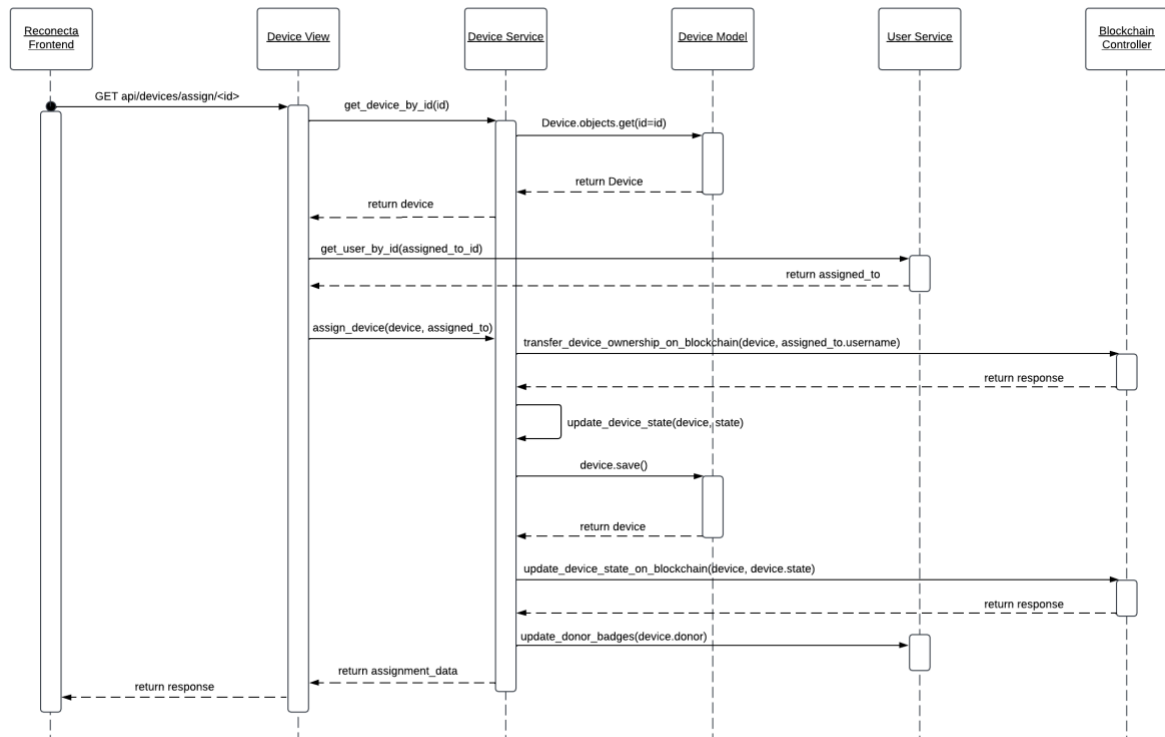 Reconecta
Frontend
Device View
Device Service
Device Model
User Service
Blockchain
Controller
GET api/devices/assign/<id>
get_device_by_id(id)
Device.objects.get(id=id)
return Device
return device
get_user_by_id(assigned_to_id)
return assigned_to
assign_device(device, assigned_to)
transfer_device_ownership_on_blockchain(device, assigned_to.username)
return response
update_device_state(device, state)
device.save()
return device
update_device_state_on_blockchain(device, device.state)
return response
update_donor_badges(device.donor)
return assignment_data
return response